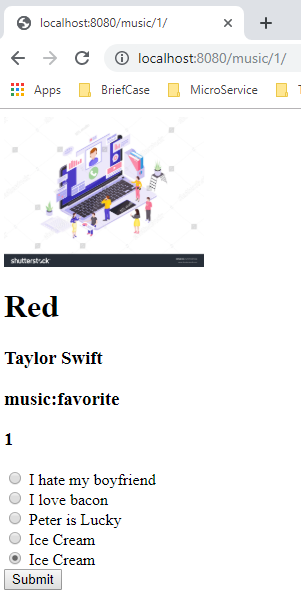 localhost:8080/music/1/
localhost:8080/music/1/
Apps BriefCase MicroService
shutterstock
Red
Taylor Swift
music:favorite
1
I hate my boyfriend
I love bacon
Peter is Lucky
Ice Cream
Ice Cream
Submit